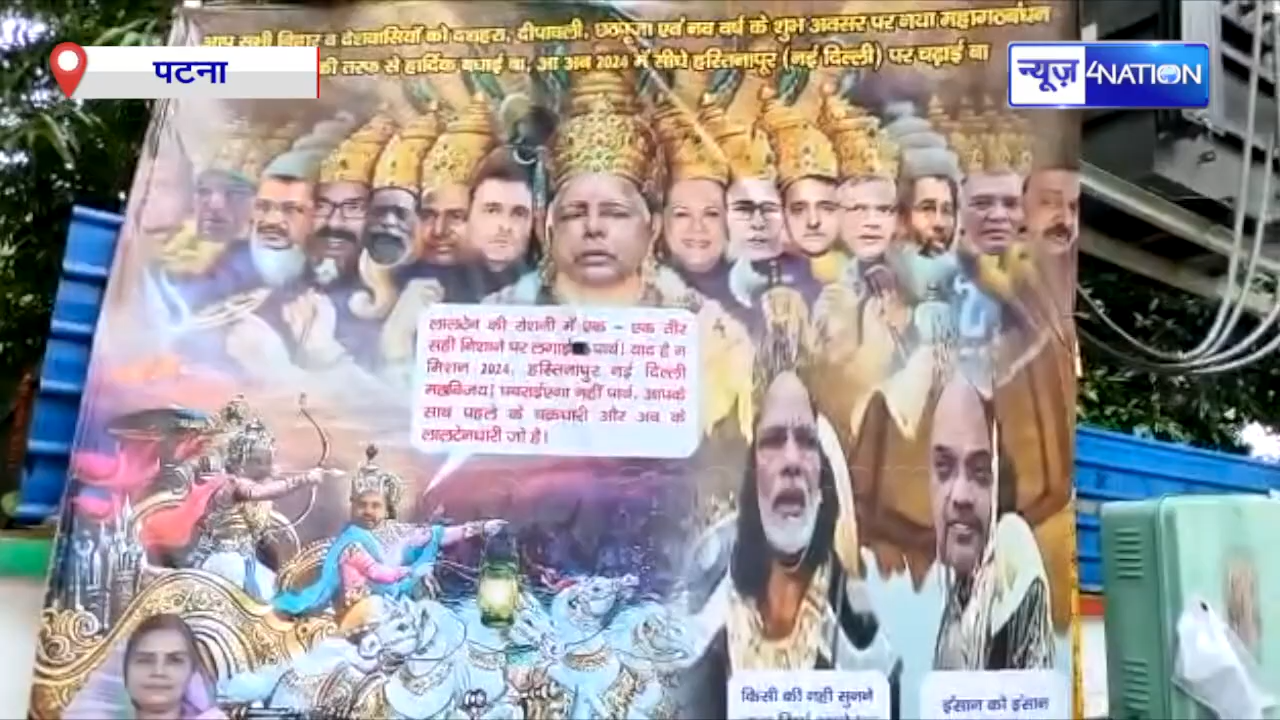 आप सभी बिहार व देशवासियों को दशहरा, दीपावली, छठपूजा एवं नव वर्ष के शुभ अवसर पर नया महागठबंधन
की तरफ से हार्दिक बधाई बा, आ अब 2024 में सीधे हस्तिनापुर (नई दिल्ली) पर चढ़ाई बा
पटना
न्यूज़ 4NATION
लालटेन की रोशनी में एक - एक तीर
सही निशाने पर लगाई पार्थ! याद है न
मिशन 2024, हस्तिनापुर नई दिल्ली
महाविजय! घबराईएगा नहीं पार्थ, आपके
साथ पहले के चक्रधारी और अब के
लालटेनधारी जो है।
किसी की नही सुनने
इंसान को इंसान